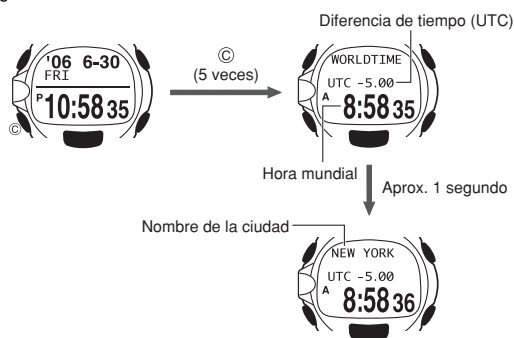 Diferencia de tiempo (UTC)
'06 6-30
FRI
P 10:58 35
©
©
(5 veces)
WORLDTIME
UTC -5.00
A 8:58 35
Hora mundial
Aprox. 1 segundo
Nombre de la ciudad
NEW YORK
UTC -5.00
A 8:58 36